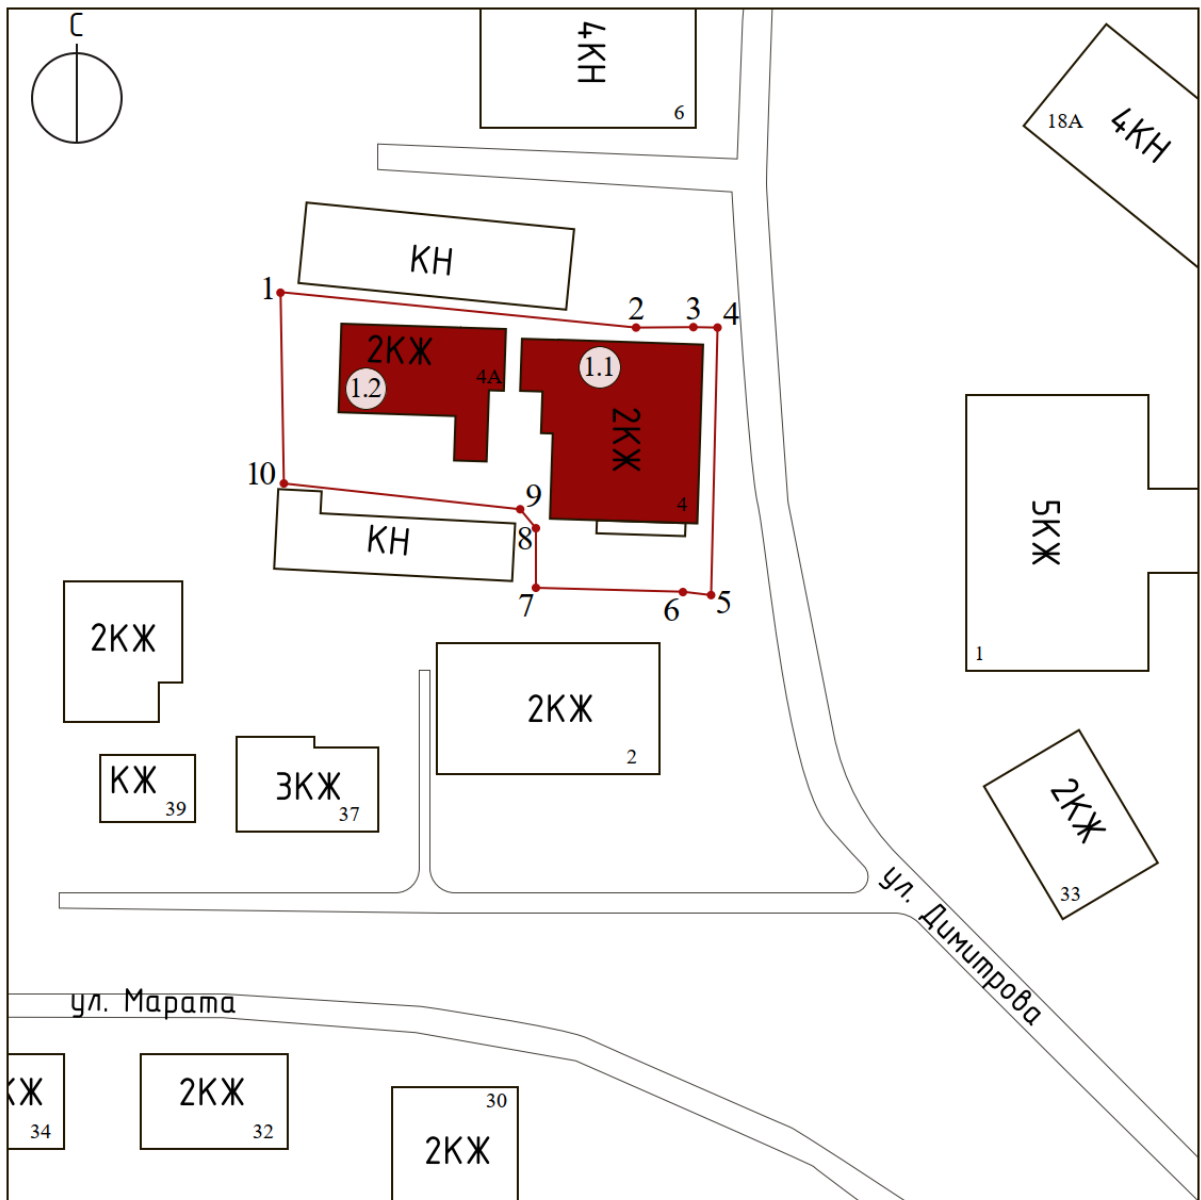 С
4КН
6
18А
4КН
КН
1
2
3
4
2КЖ
1.1
1.2
4А
2КЖ
10
9
4
8
КН
5КЖ
7
6
5
2КЖ
1
2КЖ
2
КЖ
39
3КЖ
37
2КЖ
33
ул. Димитрова
ул. Марата
КЖ
34
2КЖ
32
30
2КЖ